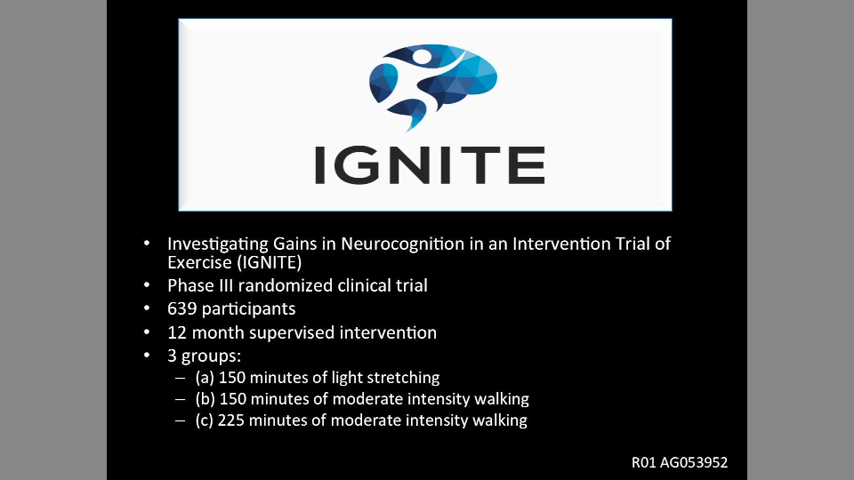 IGNITE
• Investigating Gains in Neurocognition in an Intervention Trial of
Exercise (IGNITE)
• Phase III randomized clinical trial
• 639 participants
• 12 month supervised intervention
• 3 groups:
– (a) 150 minutes of light stretching
– (b) 150 minutes of moderate intensity walking
– (c) 225 minutes of moderate intensity walking
R01 AG053952